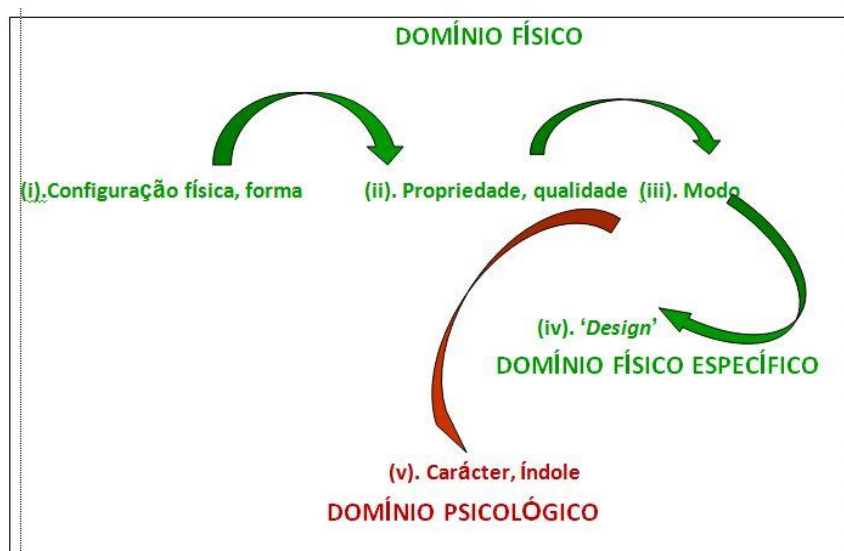 DOMÍNIO FÍSICO
(i).Configuração física, forma (ii). Propriedade, qualidade (iii). Modo
(iv). ‘Design’
DOMÍNIO FÍSICO ESPECÍFICO
(v). Carácter, índole
DOMÍNIO PSICOLÓGICO